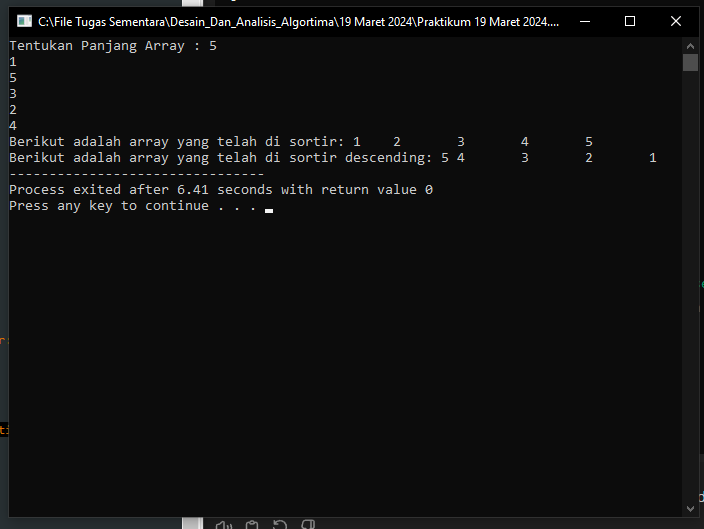 C:\File Tugas Sementara\Desain_Dan_Analisis_Algortima\19 Maret 2024\Praktikum 19 Maret 2024....
Tentukan Panjang Array : 5
1
5
3
2
4
Berikut adalah array yang telah di sortir: 1 2 3 4 5
Berikut adalah array yang telah di sortir descending: 5 4 3 2 1
--------------------------------
Process exited after 6.41 seconds with return value 0
Press any key to continue . . .